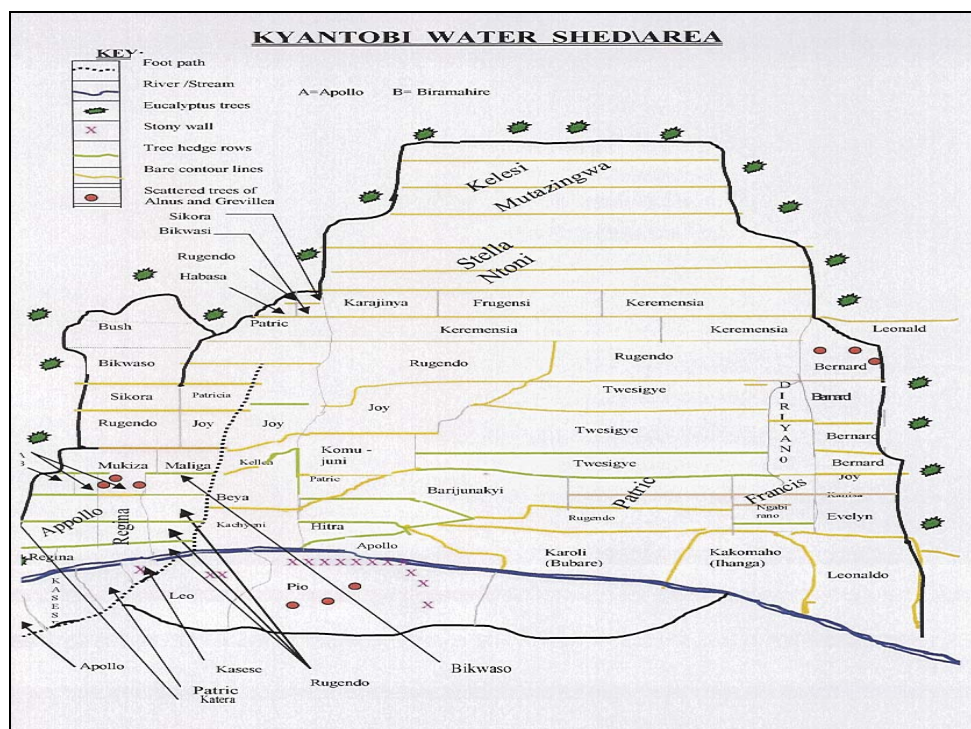 KYANTOBI WATER SHED\AREA
KEY-
Foot path
River /Stream
A=Apollo B= Biramahire
Eucalyptus trees
Stony wall
X
Tree hedge rows
Bare contour lines
Scattered trees of
Alnus and Grevillea
Kelesi
Mutazingwa
Sikora
Bikwasi
Stella
Ntoni
Rugendo
Habasa
Karajinya Frugensi Keremensia
Bush Patric Keremensia Keremensia Leonald
Bikwaso Rugendo Rugendo Bernard
Sikora Patricia Twesigye Barnard
DIRIYANO
Joy
Rugendo Joy Joy Twesigye Bernard
Mukiza Maliga Kellea Komu -
juni Twesigye Bernard
B
Patric Joy
Beya Barijunakyi Patric Francis
Appollo Regina Hitra Rugendo Ngabi
rano Evelyn
Regina Apollo Karoli
(Bubare) Kakomaho
(Ihanga) Leonaldo
X X X X X X X X X X
X X X X
X
X
KASESE
Leo Pio
Apollo Kasese Bikwaso
Patric Rugendo
Katera